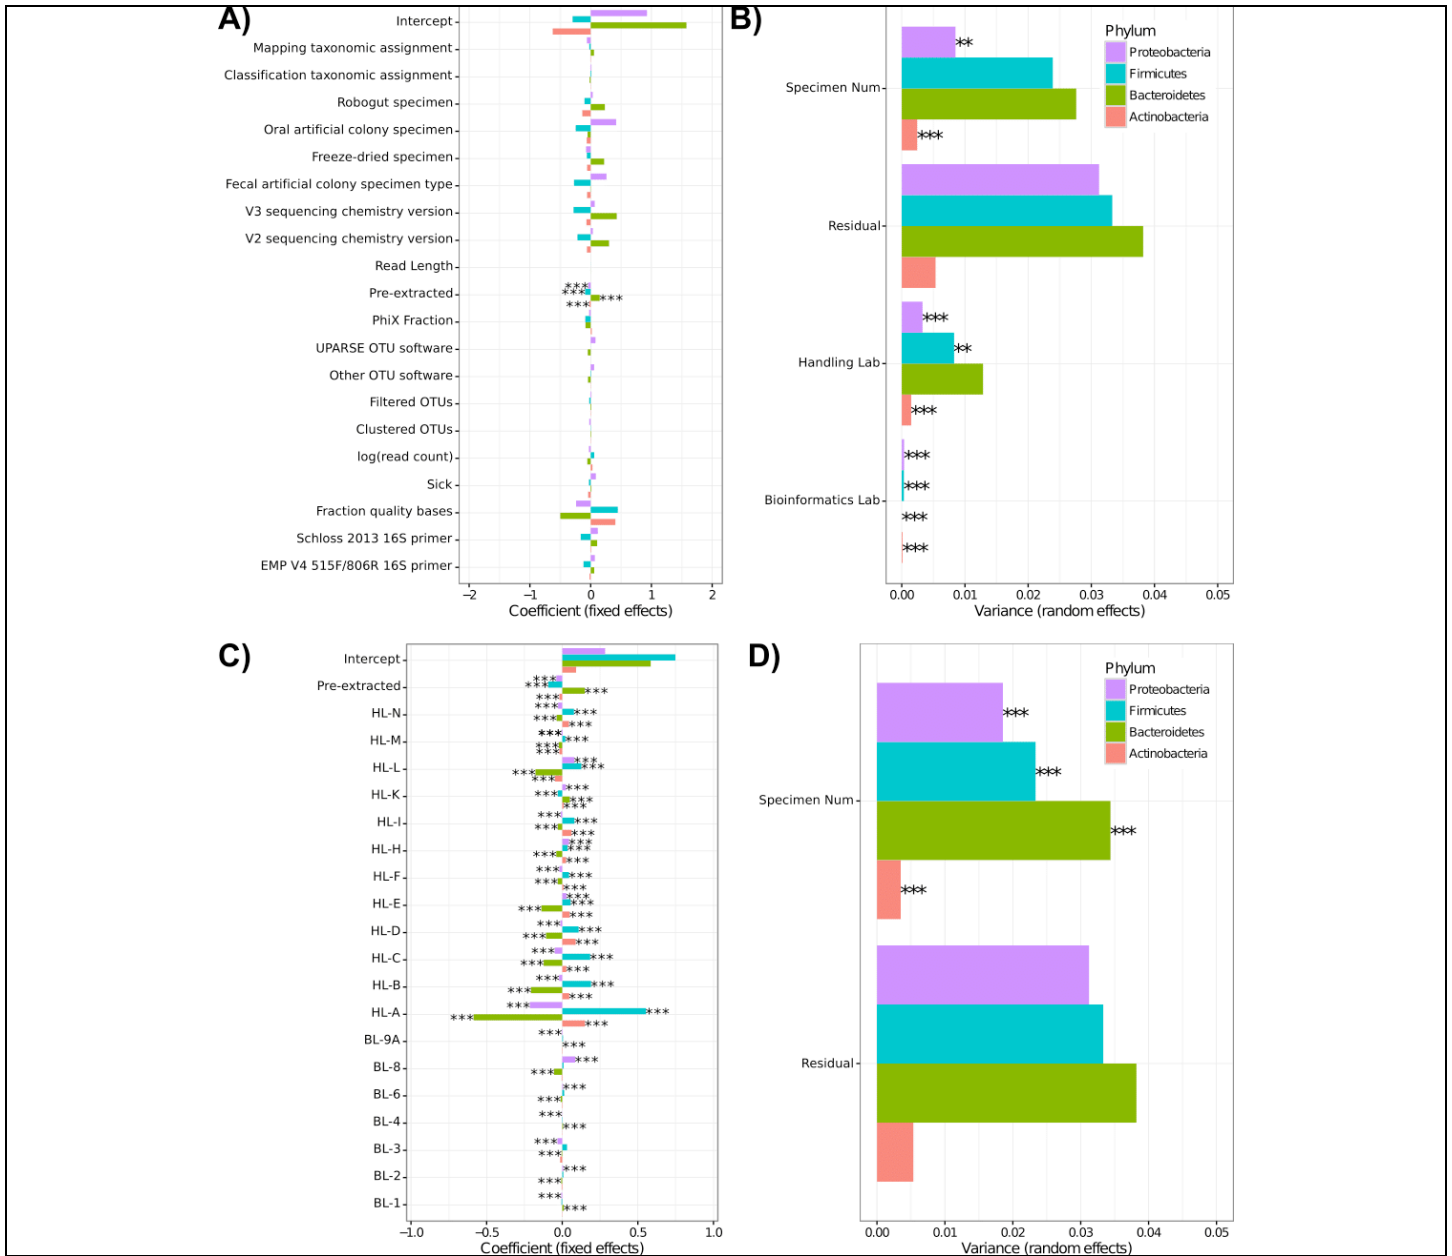 A)
Intercept
Mapping taxonomic assignment
Classification taxonomic assignment
Robogut specimen
Oral artificial colony specimen
Freeze-dried specimen
Fecal artificial colony specimen type
V3 sequencing chemistry version
V2 sequencing chemistry version
Read Length
***
Pre-extracted
***
***
***
PhiX Fraction
UPARSE OTU software
Other OTU software
Filtered OTUs
Clustered OTUs
log(read count)
Sick
Fraction quality bases
Schloss 2013 16S primer
EMP V4 515F/806R 16S primer
−2 −1 0 1 2
Coefficient (fixed effects)
B)
Phylum
Proteobacteria
Firmicutes
Bacteroidetes
Actinobacteria
**
Specimen Num
***
Residual
***
**
Handling Lab
***
***
***
Bioinformatics Lab
***
***
0.00 0.01 0.02 0.03 0.04 0.05
Variance (random effects)
C)
Intercept
Pre-extracted
*** *** *** ***
HL-N
*** *** *** ***
HL-M
*** *** *** ***
HL-L
*** *** *** ***
HL-K
*** *** *** ***
HL-I
*** *** *** ***
HL-H
*** *** *** ***
HL-F
*** *** *** ***
HL-E
*** *** *** ***
HL-D
*** *** *** ***
HL-C
*** *** *** ***
HL-B
*** *** *** ***
HL-A
*** *** *** ***
BL-9A
*** ***
BL-8
*** ***
BL-6
*** ***
BL-4
*** ***
BL-3
*** ***
BL-2
*** ***
BL-1
*** ***
−1.0 −0.5 0.0 0.5 1.0
Coefficient (fixed effects)
D)
Phylum
Proteobacteria
Firmicutes
Bacteroidetes
Actinobacteria
***
***
Specimen Num
***
***
Residual
0.00 0.01 0.02 0.03 0.04 0.05
Variance (random effects)